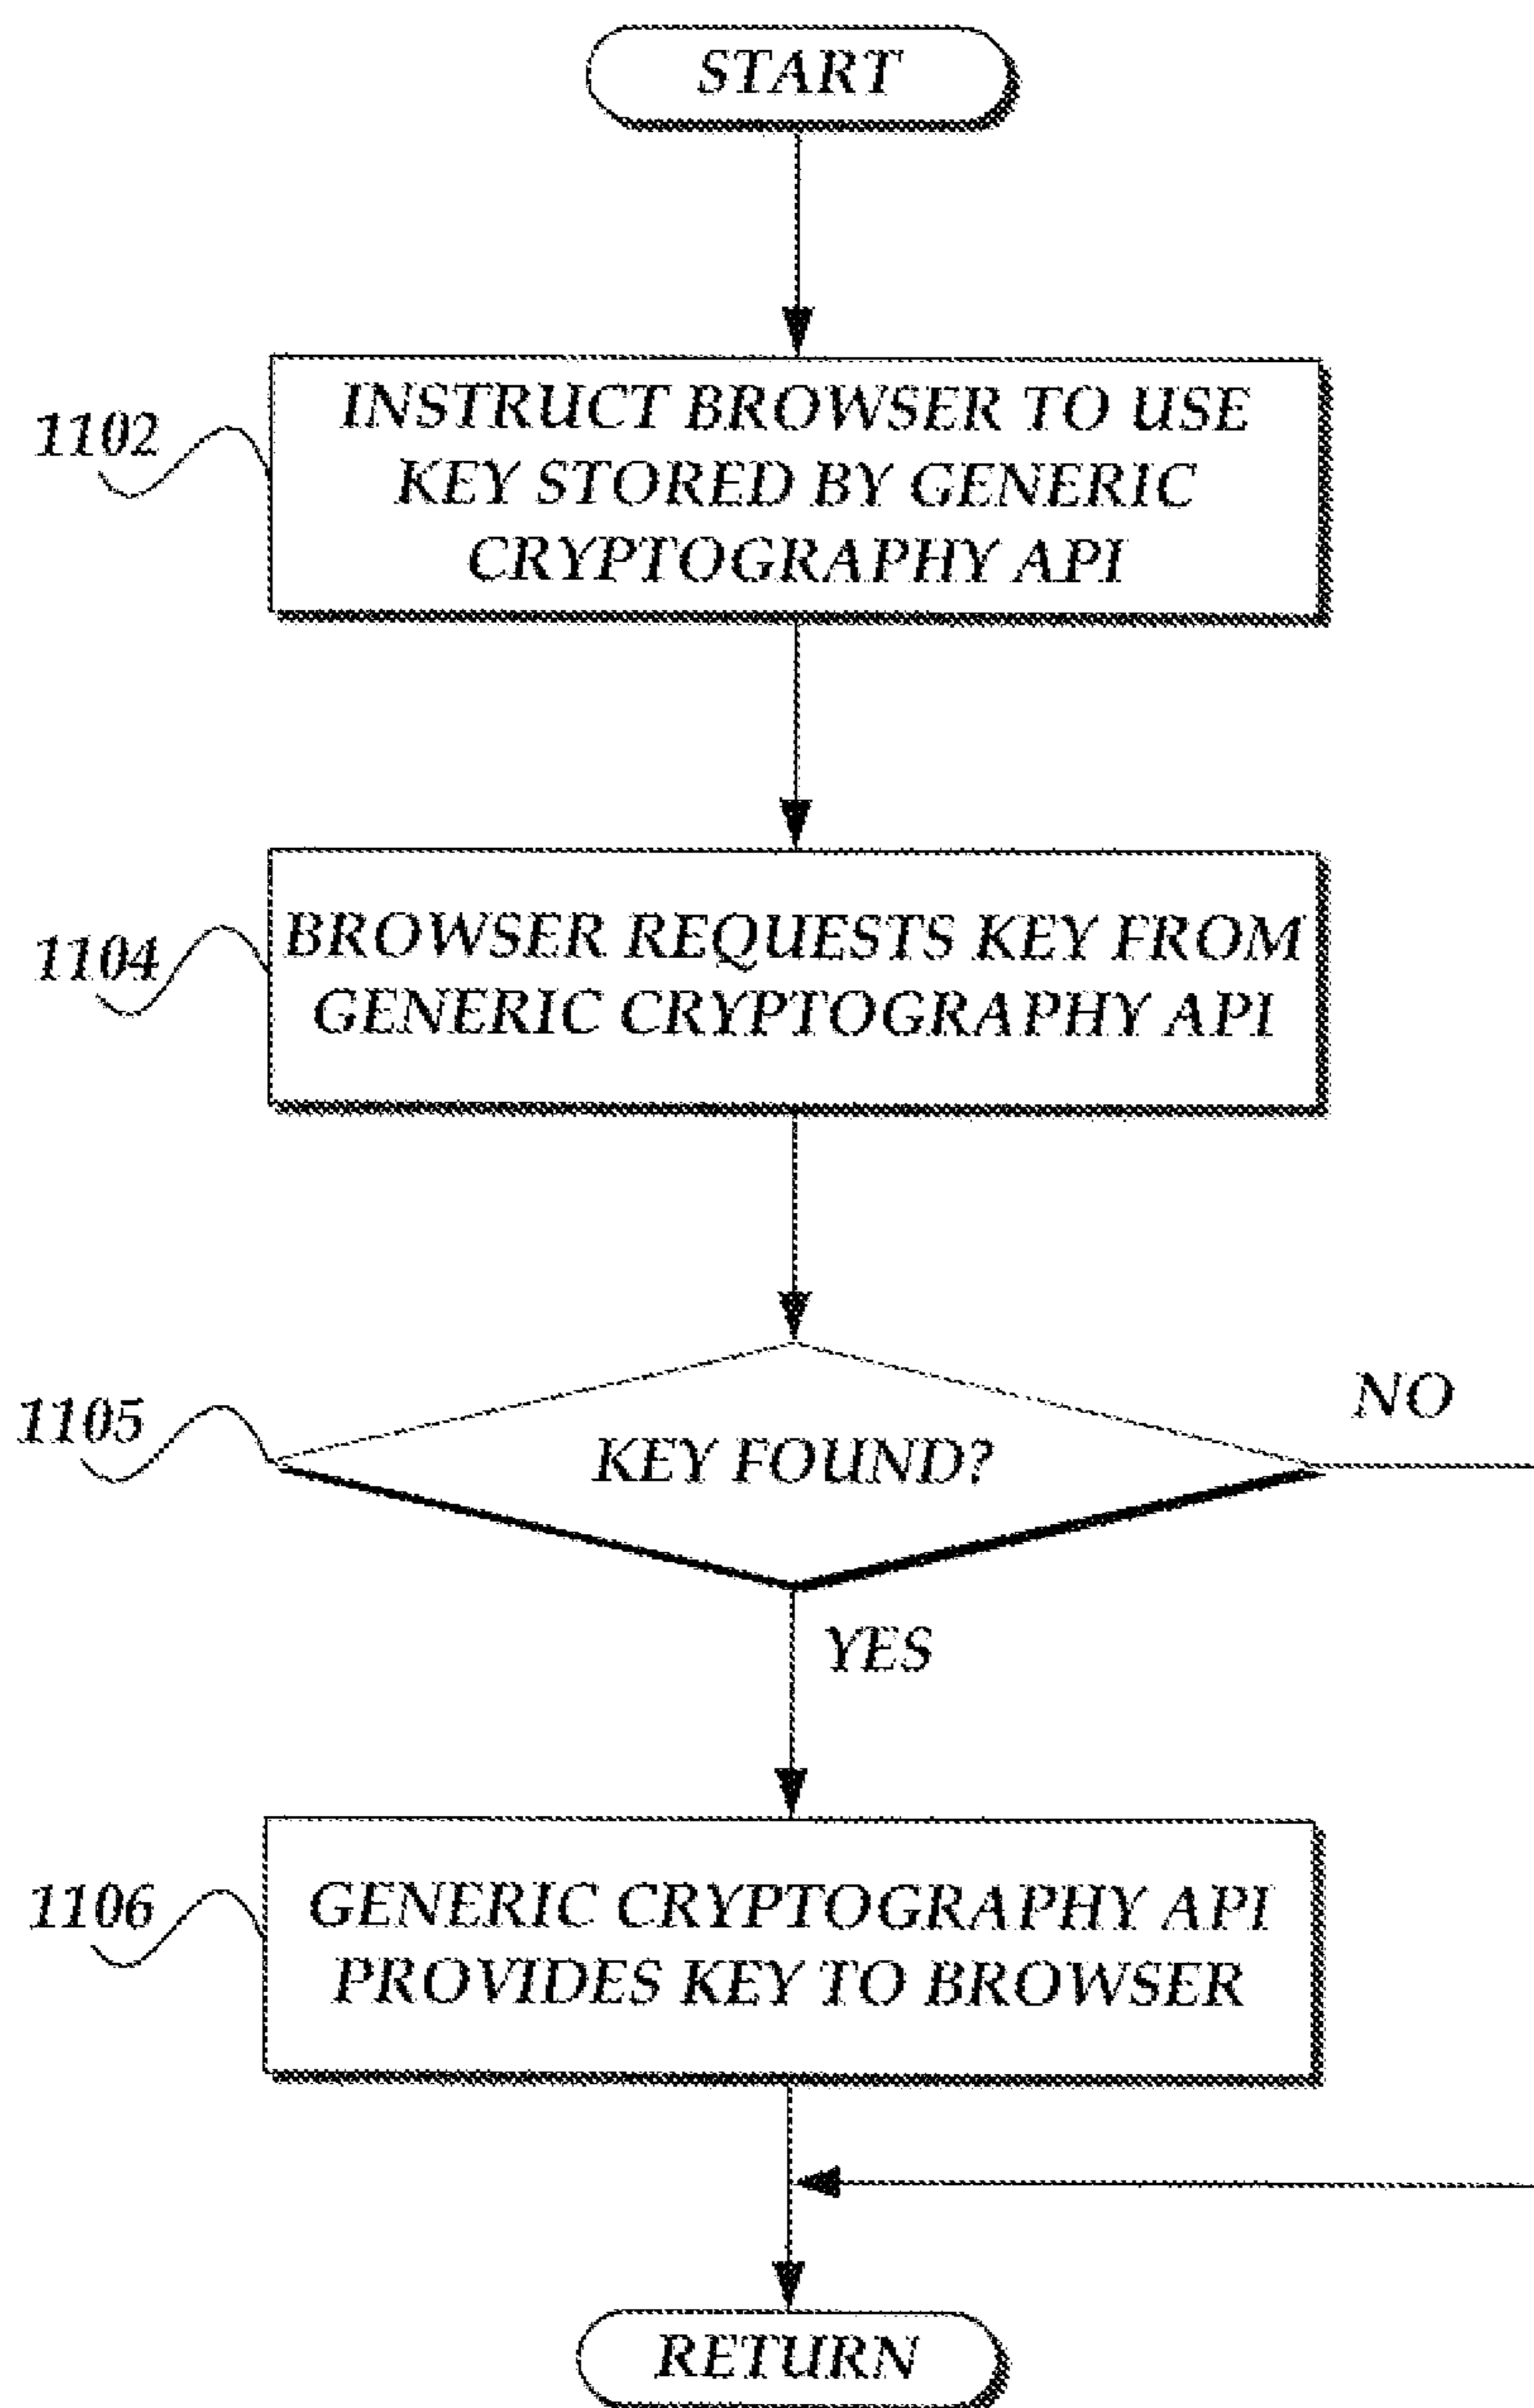 START
1102
INSTRUCT BROWSER TO USE
KEY STORED BY GENERIC
CRYPTOGRAPHY API
1104
BROWSER REQUESTS KEY FROM
GENERIC CRYPTOGRAPHY API
1105
KEY FOUND?
NO
YES
1106
GENERIC CRYPTOGRAPHY API
PROVIDES KEY TO BROWSER
RETURN